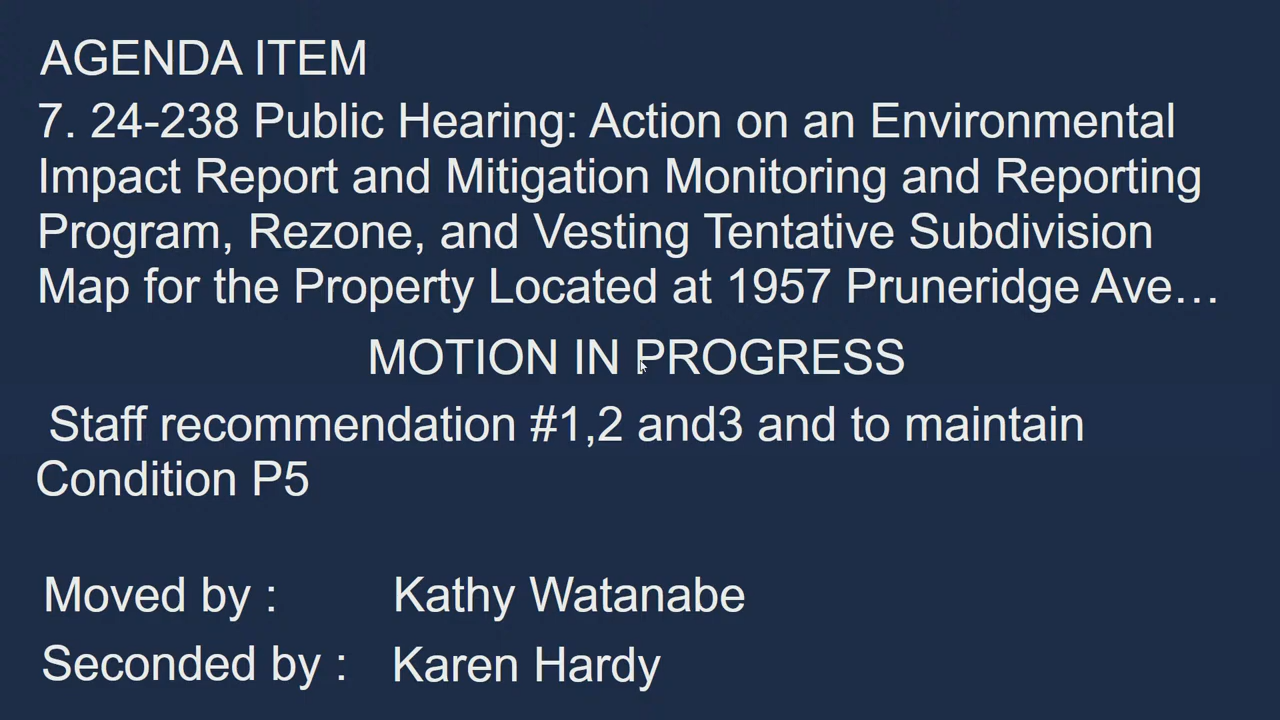 AGENDA ITEM
7. 24-238 Public Hearing: Action on an Environmental
Impact Report and Mitigation Monitoring and Reporting
Program, Rezone, and Vesting Tentative Subdivision
Map for the Property Located at 1957 Pruneridge Ave…
MOTION IN PROGRESS
Staff recommendation #1,2 and3 and to maintain
Condition P5
Moved by : Kathy Watanabe
Seconded by : Karen Hardy